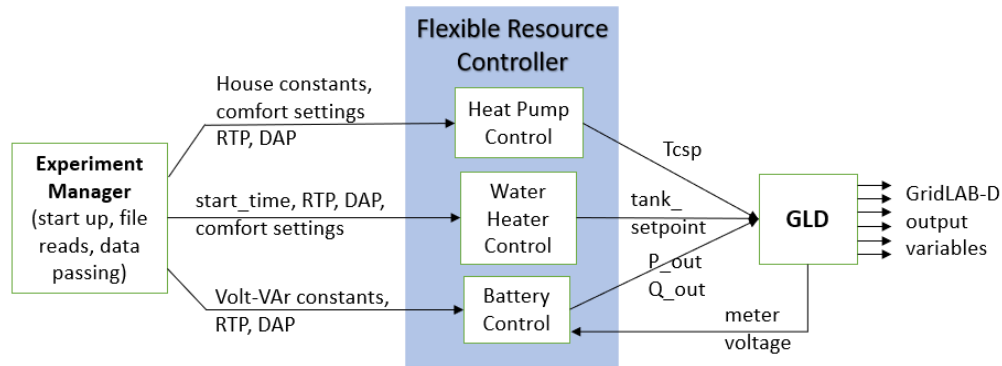 Flexible Resource
Controller
House constants,
comfort settings
RTP, DAP
Heat Pump
Control
Tcsp
Experiment
Manager
(start up, file
reads, data
passing)
start_time, RTP, DAP,
comfort settings
Water
Heater
Control
tank_
setpoint
GLD
GridLAB-D
output
variables
Volt-VAr constants,
RTP, DAP
Battery
Control
P_out
Q_out
meter
voltage